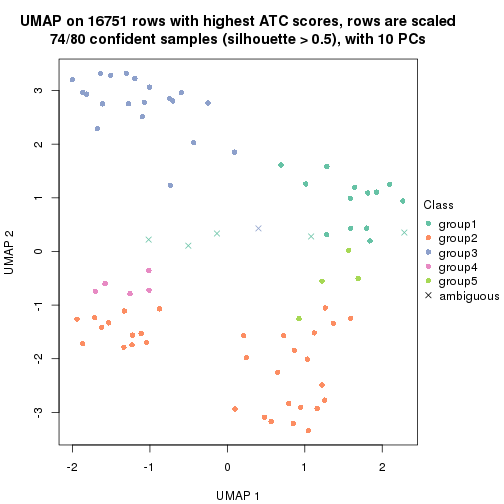 UMAP on 16751 rows with highest ATC scores, rows are scaled
74/80 confident samples (silhouette > 0.5), with 10 PCs
3
2
1
0
-1
-2
-3
UMAP 2
-2
-1
0
1
2
UMAP 1
Class
group1
group2
group3
group4
group5
ambiguous